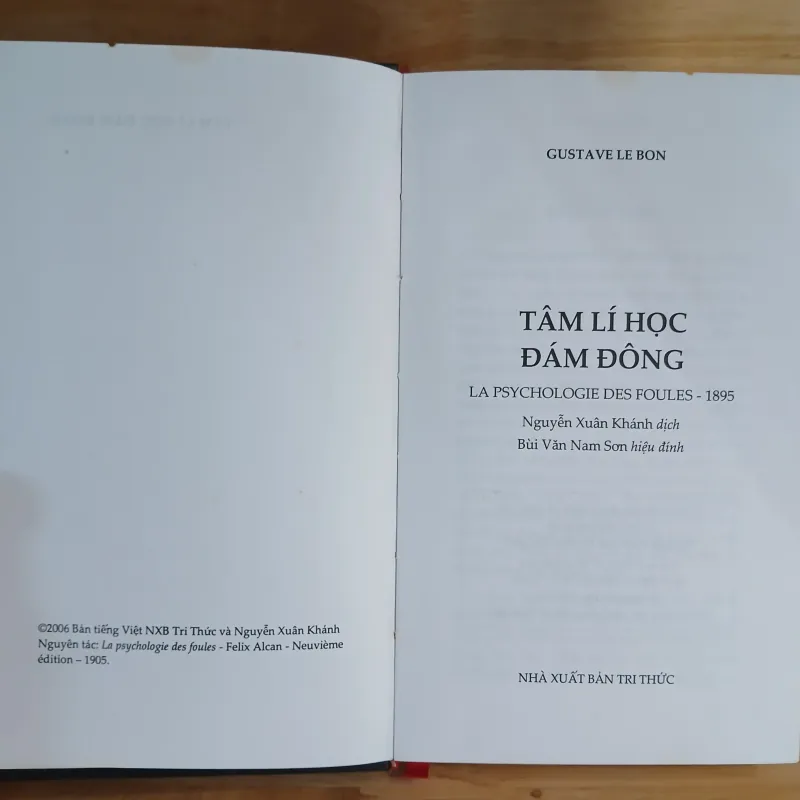 ©2006 Bản tiếng Việt NXB Tri Thức và Nguyễn Xuân Khánh
Nguyên tác: La psychologie des foules - Felix Alcan - Neuvième
édition – 1905.
GUSTAVE LE BON
TÂM LÍ HỌC
ĐÁM ĐÔNG
LA PSYCHOLOGIE DES FOULES - 1895
Nguyễn Xuân Khánh dịch
Bùi Văn Nam Sơn hiệu đính
NHÀ XUẤT BẢN TRI THỨC